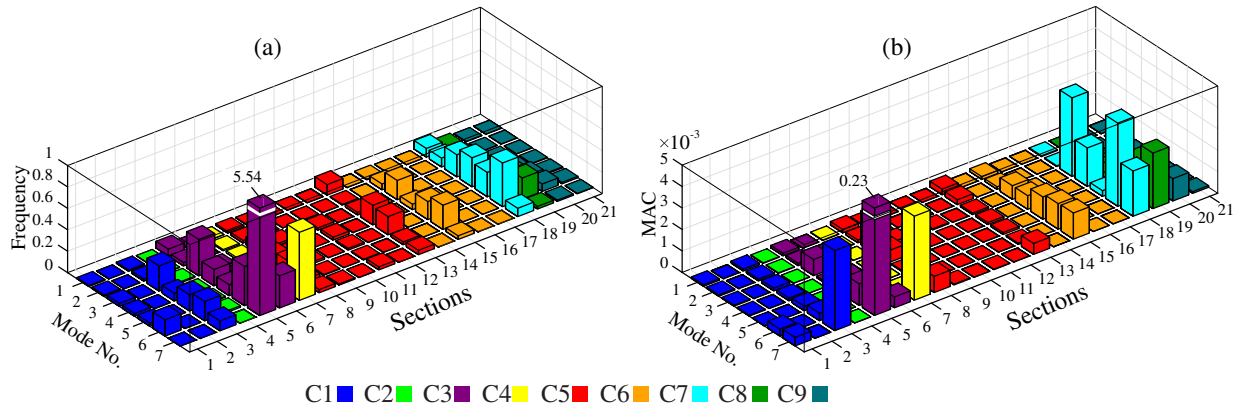 (a)
Frequency
1
0.8
0.6
0.4
0.2
0
5.54
1 2 3 4 5 6 7
Mode No.
1 2 3 4 5 6 7 8 9 10 11 12 13 14 15 16 17 18 19 20 21
Sections
(b)
MAC
×10⁻³
5
4
3
2
1
0
0.23
1 2 3 4 5 6 7
Mode No.
1 2 3 4 5 6 7 8 9 10 11 12 13 14 15 16 17 18 19 20 21
Sections
C1 C2 C3 C4 C5 C6 C7 C8 C9